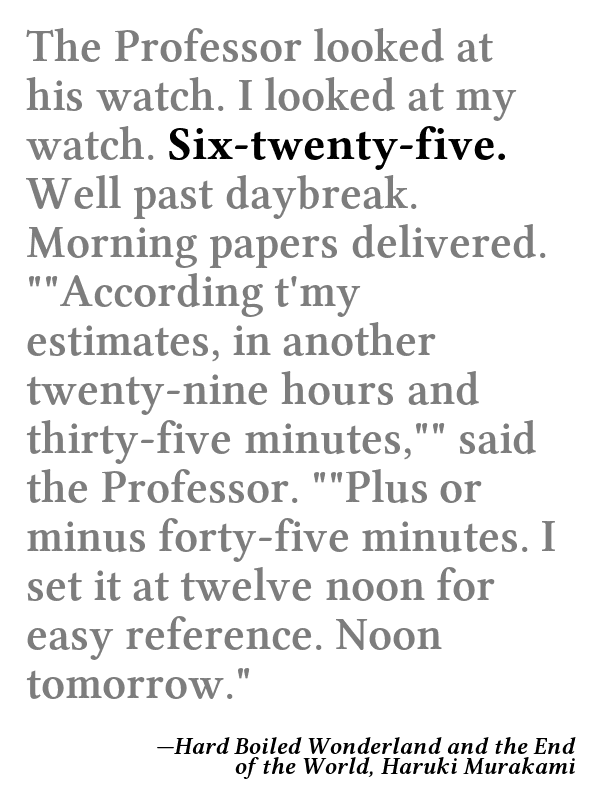 The Professor looked at
his watch. I looked at my
watch. Six-twenty-five.
Well past daybreak.
Morning papers delivered.
""According t'my
estimates, in another
twenty-nine hours and
thirty-five minutes,"" said
the Professor. ""Plus or
minus forty-five minutes. I
set it at twelve noon for
easy reference. Noon
tomorrow."
—Hard Boiled Wonderland and the End
of the World, Haruki Murakami